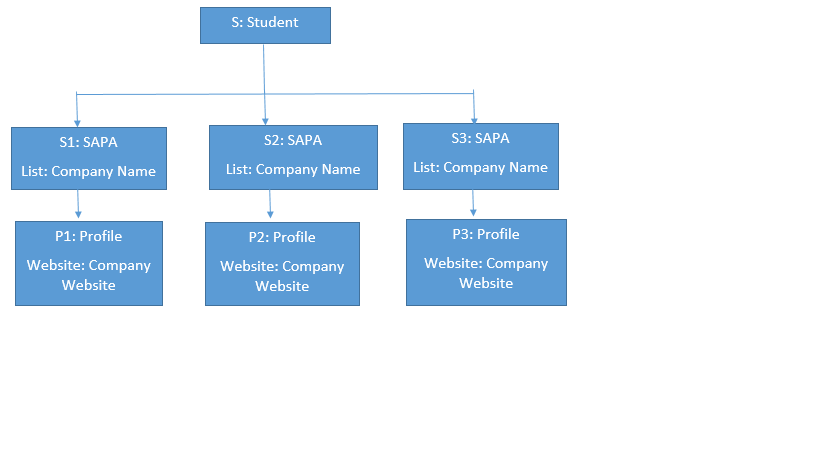 S: Student
S1: SAPA
List: Company Name
S2: SAPA
List: Company Name
S3: SAPA
List: Company Name
P1: Profile
Website: Company
Website
P2: Profile
Website: Company
Website
P3: Profile
Website: Company
Website